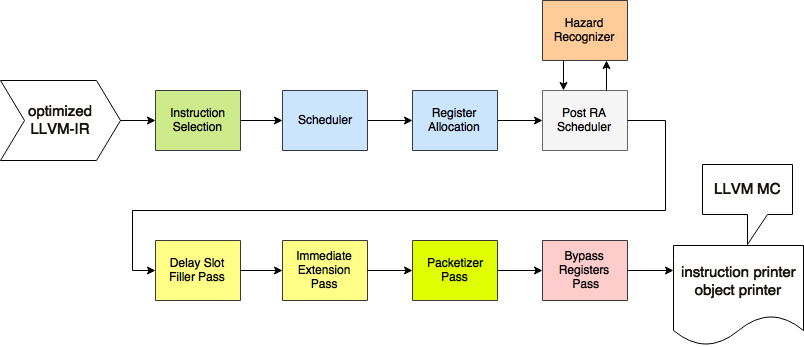 Hazard
Recognizer
optimized
LLVM-IR
Instruction
Selection
Scheduler
Register
Allocation
Post RA
Scheduler
LLVM MC
Delay Slot
Filler Pass
Immediate
Extension
Pass
Packetizer
Pass
Bypass
Registers
Pass
instruction printer
object printer